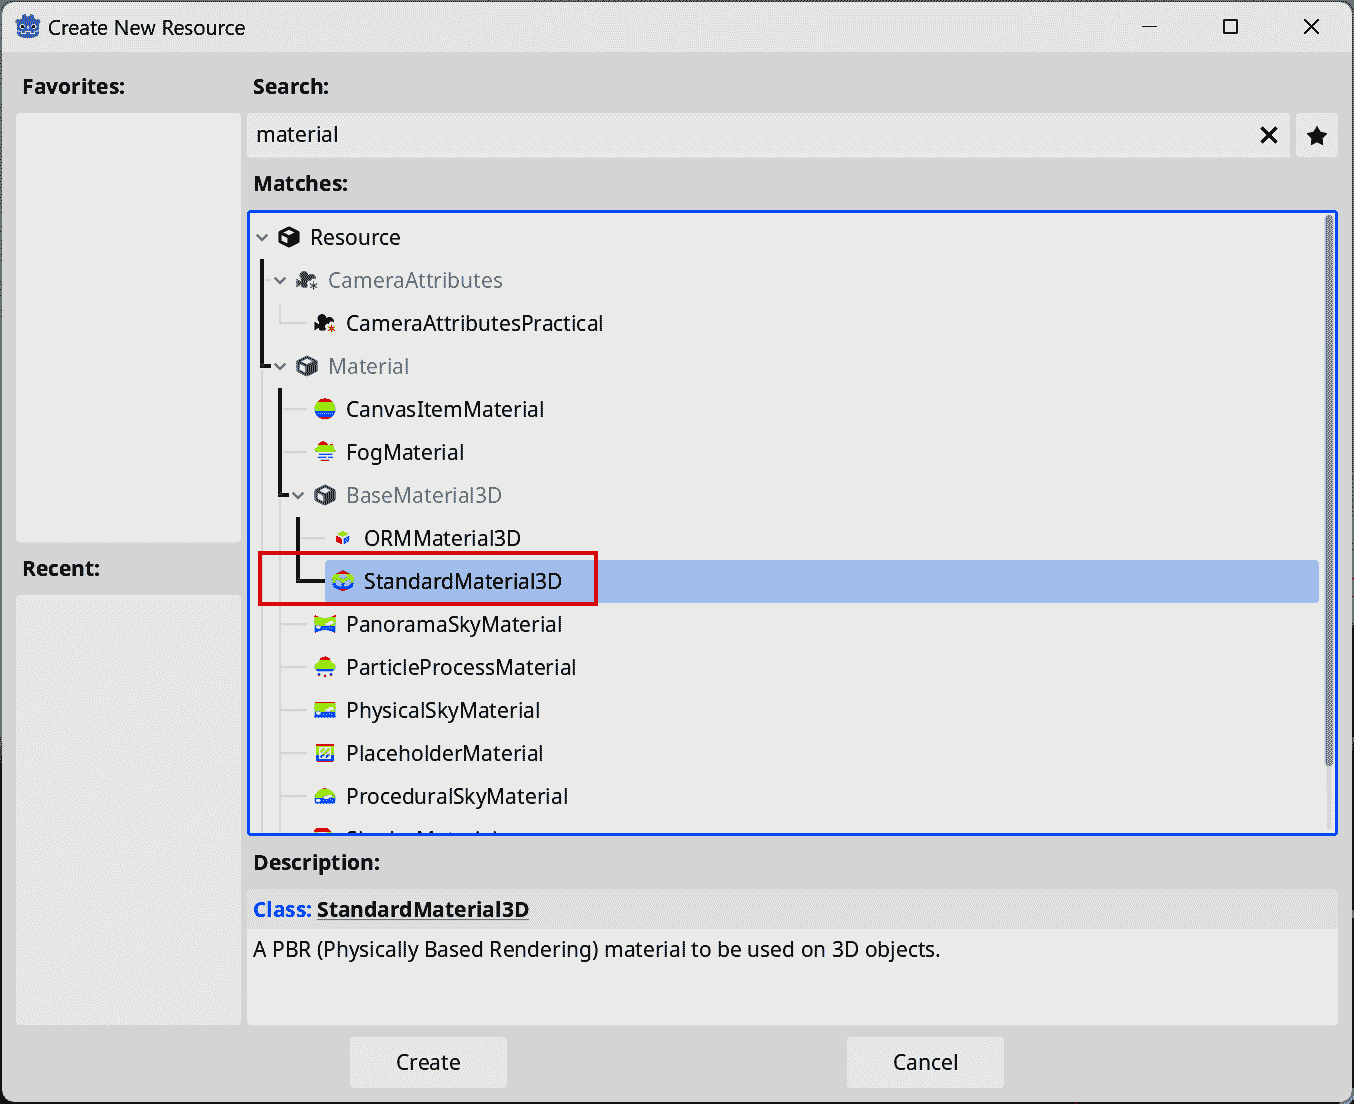 Create New Resource
Favorites:
Search:
material
Matches:
Resource
CameraAttributes
CameraAttributesPractical
Material
CanvasItemMaterial
FogMaterial
BaseMaterial3D
ORMMaterial3D
StandardMaterial3D
PanoramaSkyMaterial
ParticleProcessMaterial
PhysicalSkyMaterial
PlaceholderMaterial
ProceduralSkyMaterial
Recent:
Description:
Class: StandardMaterial3D
A PBR (Physically Based Rendering) material to be used on 3D objects.
Create
Cancel